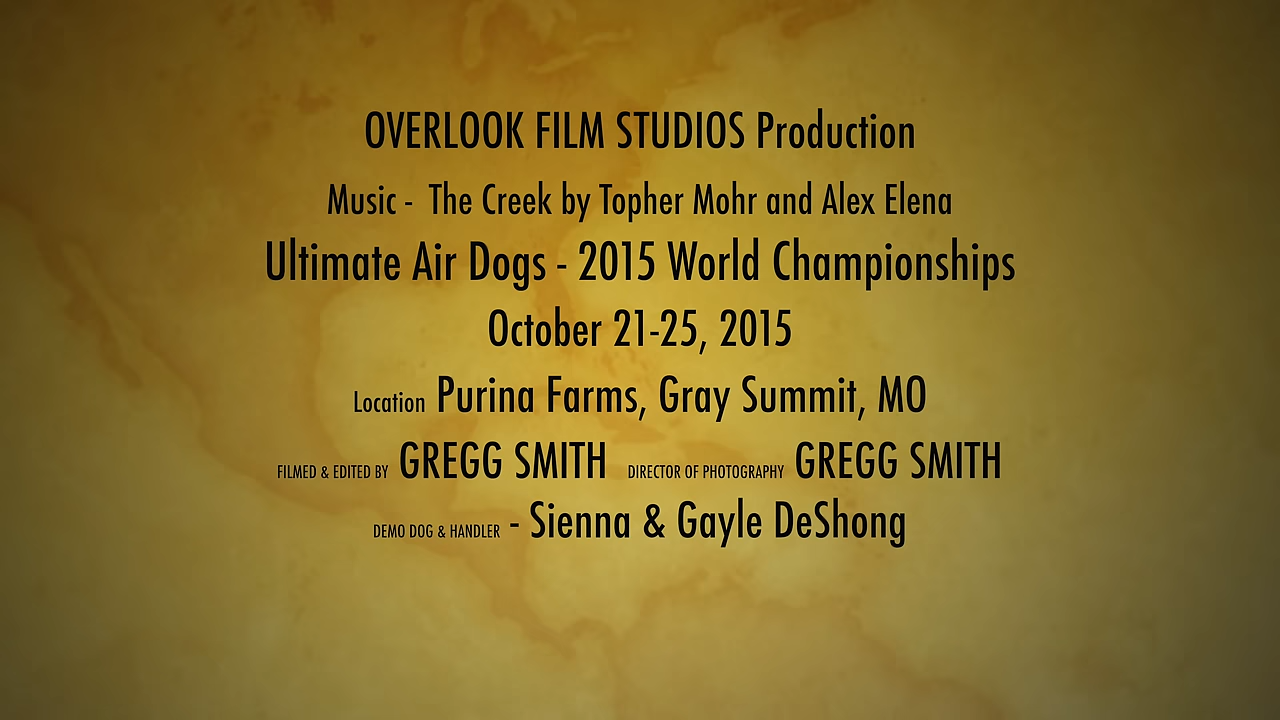 OVERLOOK FILM STUDIOS Production
Music - The Creek by Topher Mohr and Alex Elena
Ultimate Air Dogs - 2015 World Championships
October 21-25, 2015
Location Purina Farms, Gray Summit, MO
FILMED & EDITED BY GREGG SMITH DIRECTOR OF PHOTOGRAPHY GREGG SMITH
DEMO DOG & HANDLER - Sienna & Gayle DeShong